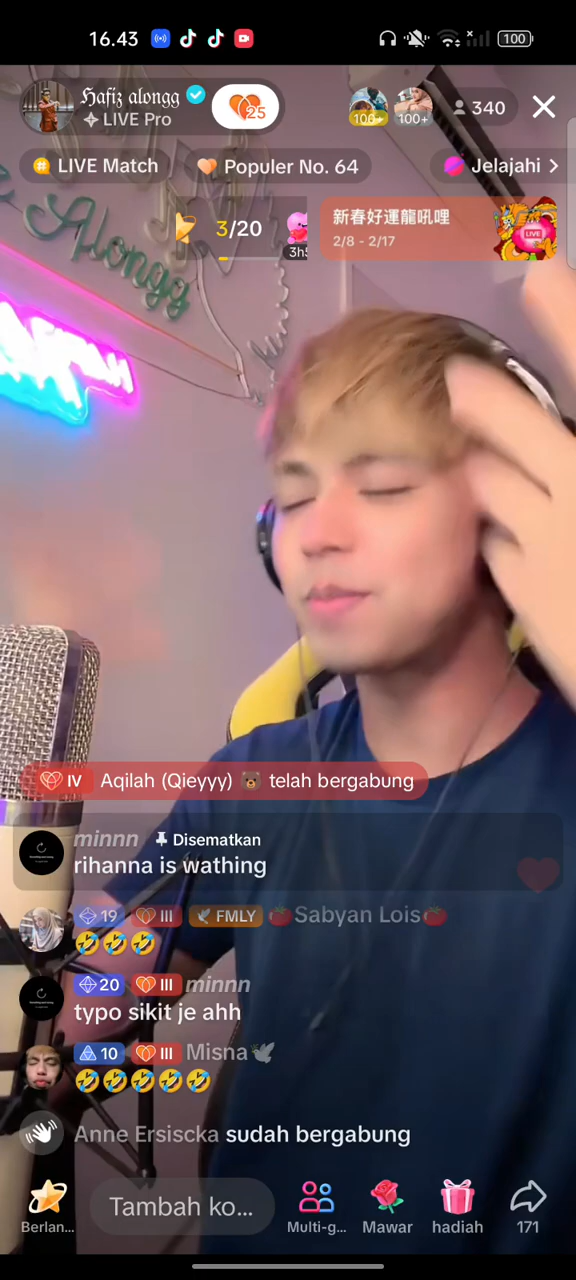 16.43
100
Hafiz alongg
LIVE Pro
25
100+
100+
340
LIVE Match
Populer No. 64
Jelajahi >
3/20
新春好運龍吼哩
2/8 - 2/17
LIVE
Alongg
IV Aqilah (Qieyyy) 🐻 telah bergabung
minnn Disematkan
rihanna is wathing
19 III FMLY 🍅Sabyan Lois🍅
🤣🤣🤣
20 III minnn
typo sikit je ahh
10 III Misna🕊
🤣🤣🤣🤣🤣
Anne Ersiscka sudah bergabung
Tambah ko...
Berlan...
Multi-g...
Mawar
hadiah
171